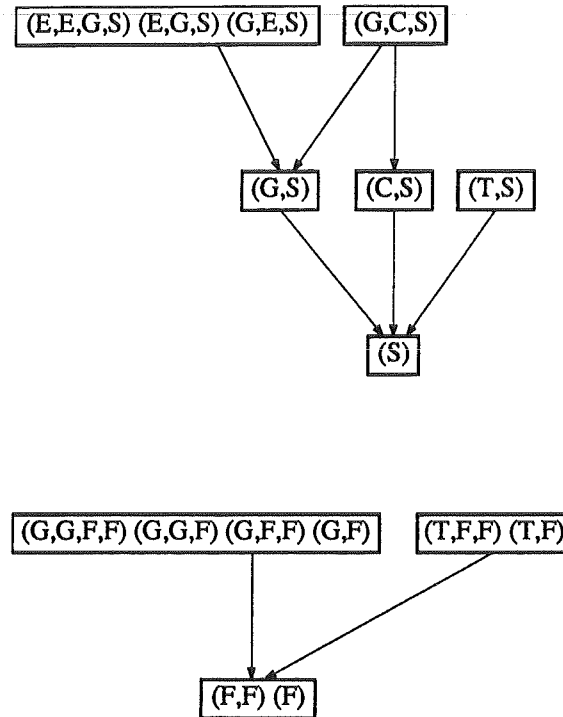 (E,E,G,S) (E,G,S) (G,E,S) (G,C,S)
(G,S) (C,S) (T,S)
(S)
(G,G,F,F) (G,G,F) (G,F,F) (G,F) (T,F,F) (T,F)
(F,F) (F)